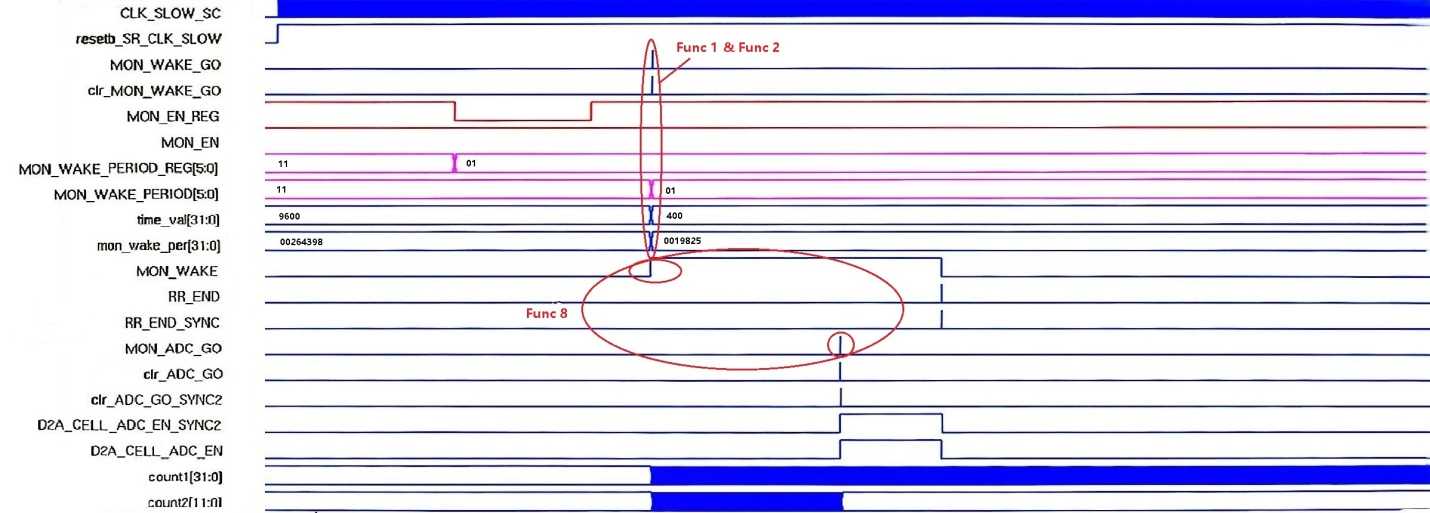 CLK_SLOW_SC
resetb_SR_CLK_SLOW
Func 1 & Func 2
MON_WAKE_GO
clr_MON_WAKE_GO
MON_EN_REG
MON_EN
MON_WAKE_PERIOD_REG[5:0] 11 01
MON_WAKE_PERIOD[5:0] 11 01
time_val[31:0] 9600 400
mon_wake_per[31:0] 00264398 0019825
MON_WAKE
RR_END
Func 8
RR_END_SYNC
MON_ADC_GO
clr_ADC_GO
clr_ADC_GO_SYNC2
D2A_CELL_ADC_EN_SYNC2
D2A_CELL_ADC_EN
count1[31:0]
count2[11:0]